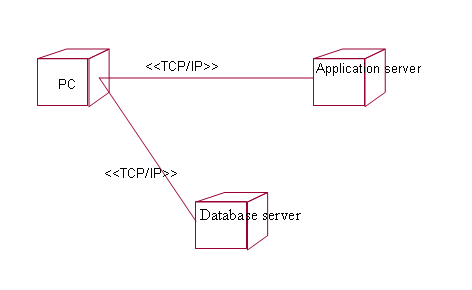 <<TCP/IP>>
Application server
PC
<<TCP/IP>>
Database server